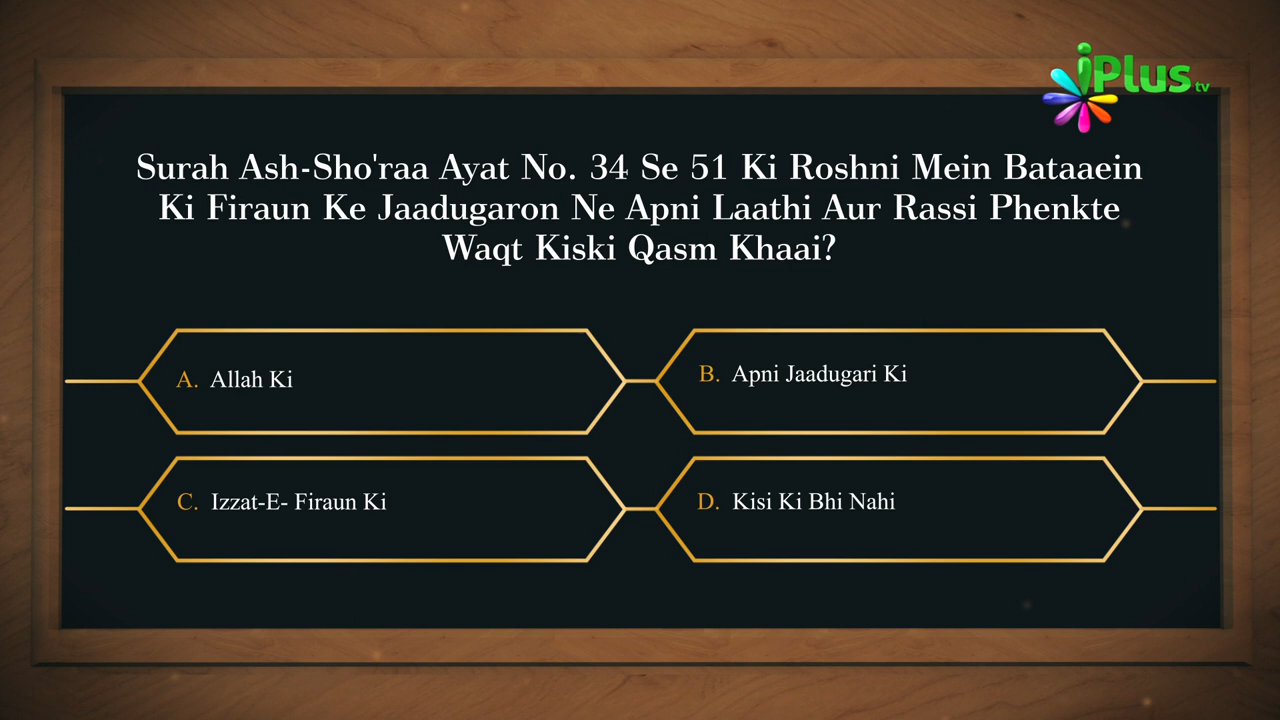 iPlus tv
Surah Ash-Sho'raa Ayat No. 34 Se 51 Ki Roshni Mein Bataaein
Ki Firaun Ke Jaadugaron Ne Apni Laathi Aur Rassi Phenkte
Waqt Kiski Qasm Khaai?
A. Allah Ki
B. Apni Jaadugari Ki
C. Izzat-E- Firaun Ki
D. Kisi Ki Bhi Nahi